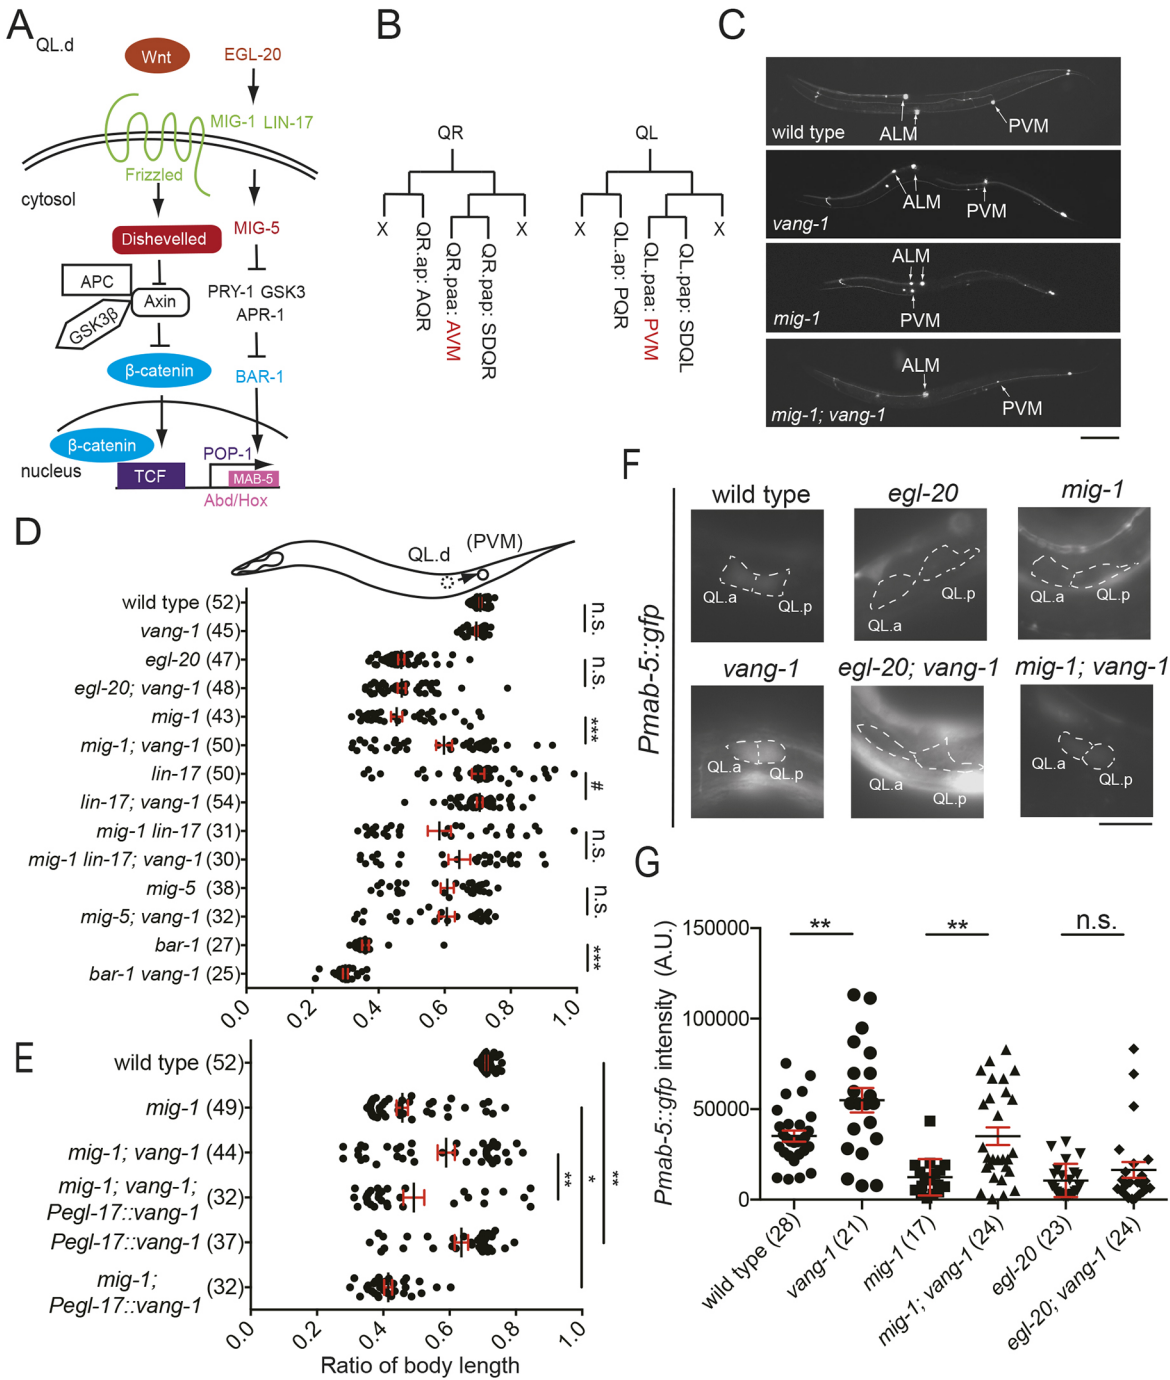 A
QL.d
Wnt
EGL-20
MIG-1 LIN-17
Frizzled
cytosol
Dishevelled
MIG-5
APC
Axin
GSK3β
PRY-1 GSK3
APR-1
β-catenin
BAR-1
β-catenin
nucleus
TCF
POP-1
MAB-5
Abd/Hox
B
QR
X
QR.ap: AQR
QR.paa: AVM
QR.pap: SDQR
X
QL
X
QL.ap: PQR
QL.paa: PVM
QL.pap: SDQL
X
C
wild type
ALM
PVM
vang-1
ALM
PVM
mig-1
ALM
PVM
mig-1; vang-1
ALM
PVM
D
QL.d
(PVM)
wild type (52)
vang-1 (45)
n.s.
egl-20 (47)
egl-20; vang-1 (48)
n.s.
mig-1 (43)
mig-1; vang-1 (50)
***
lin-17 (50)
lin-17; vang-1 (54)
#
mig-1 lin-17 (31)
mig-1 lin-17; vang-1 (30)
n.s.
mig-5 (38)
mig-5; vang-1 (32)
n.s.
bar-1 (27)
bar-1 vang-1 (25)
***
0.0 0.2 0.4 0.6 0.8 1.0
E
wild type (52)
mig-1 (49)
mig-1; vang-1 (44)
mig-1; vang-1;
Pegl-17::vang-1 (32)
Pegl-17::vang-1 (37)
mig-1;
Pegl-17::vang-1 (32)
**
*
**
0.0 0.2 0.4 0.6 0.8 1.0
Ratio of body length
F
Pmab-5::gfp
wild type
QL.a
QL.p
egl-20
QL.a
QL.p
mig-1
QL.a
QL.p
vang-1
QL.a
QL.p
egl-20; vang-1
QL.a
QL.p
mig-1; vang-1
QL.a
QL.p
G
Pmab-5::gfp intensity (A.U.)
150000
100000
50000
0
**
**
n.s.
wild type (28)
vang-1 (21)
mig-1 (17)
mig-1; vang-1 (24)
egl-20 (23)
egl-20; vang-1 (24)